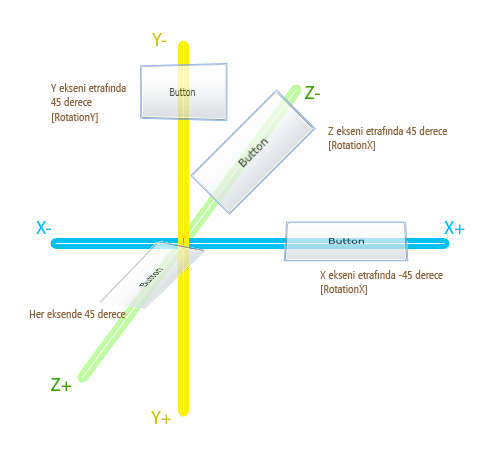 Y-
Y ekseni etrafında
45 derece
[RotationY]
Button
Z-
Z ekseni etrafında 45 derece
[RotationX]
Button
X-
Button
X+
X ekseni etrafında -45 derece
[RotationX]
Button
Her eksende 45 derece
Z+
Y+